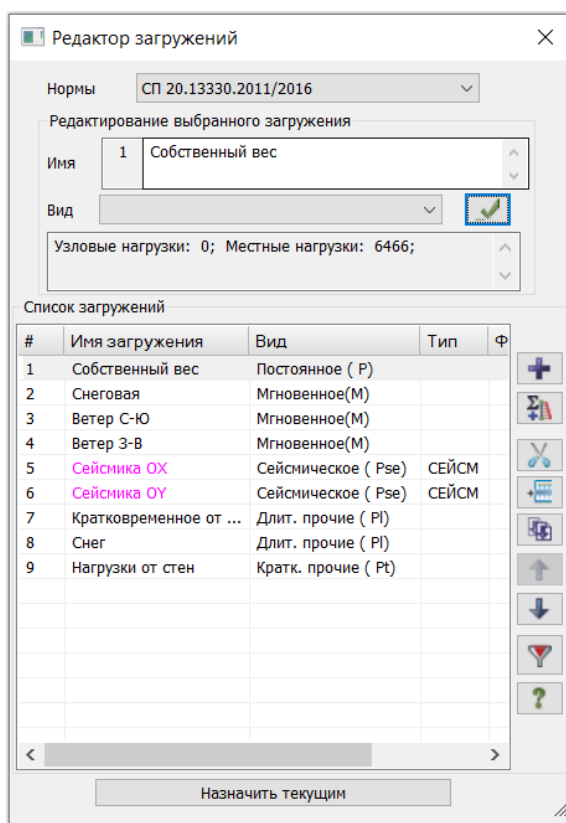 Редактор загружений
Нормы СП 20.13330.2011/2016
Редактирование выбранного загружения
Имя 1 Собственный вес
Вид
Узловые нагрузки: 0; Местные нагрузки: 6466;
Список загружений
# Имя загружения Вид Тип Ф
1 Собственный вес Постоянное ( P)
2 Снеговая Мгновенное(М)
3 Ветер С-Ю Мгновенное(М)
4 Ветер З-В Мгновенное(М)
5 Сейсмика OX Сейсмическое ( Pse) СЕЙСМ
6 Сейсмика OY Сейсмическое ( Pse) СЕЙСМ
7 Кратковременное от ... Длит. прочие ( Pl)
8 Снег Длит. прочие ( Pl)
9 Нагрузки от стен Кратк. прочие ( Pt)
Назначить текущим